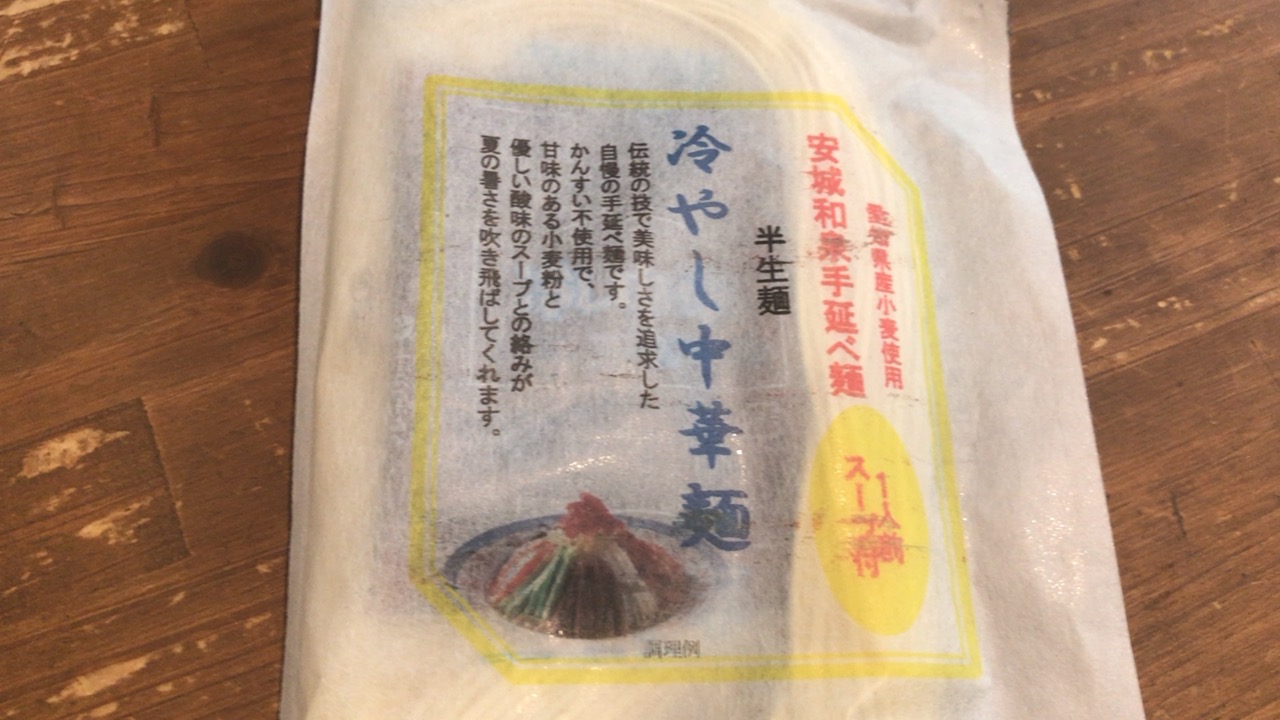 愛知県産小麦使用
安城和泉手延べ麺
1人前
スープ付
半生麺
冷やし中華麺
伝統の技で美味しさを追求した
自慢の手延べ麺です。
かんすい不使用で、
甘味のある小麦粉と
優しい酸味のスープとの絡みが
夏の暑さを吹き飛ばしてくれます。
調理例